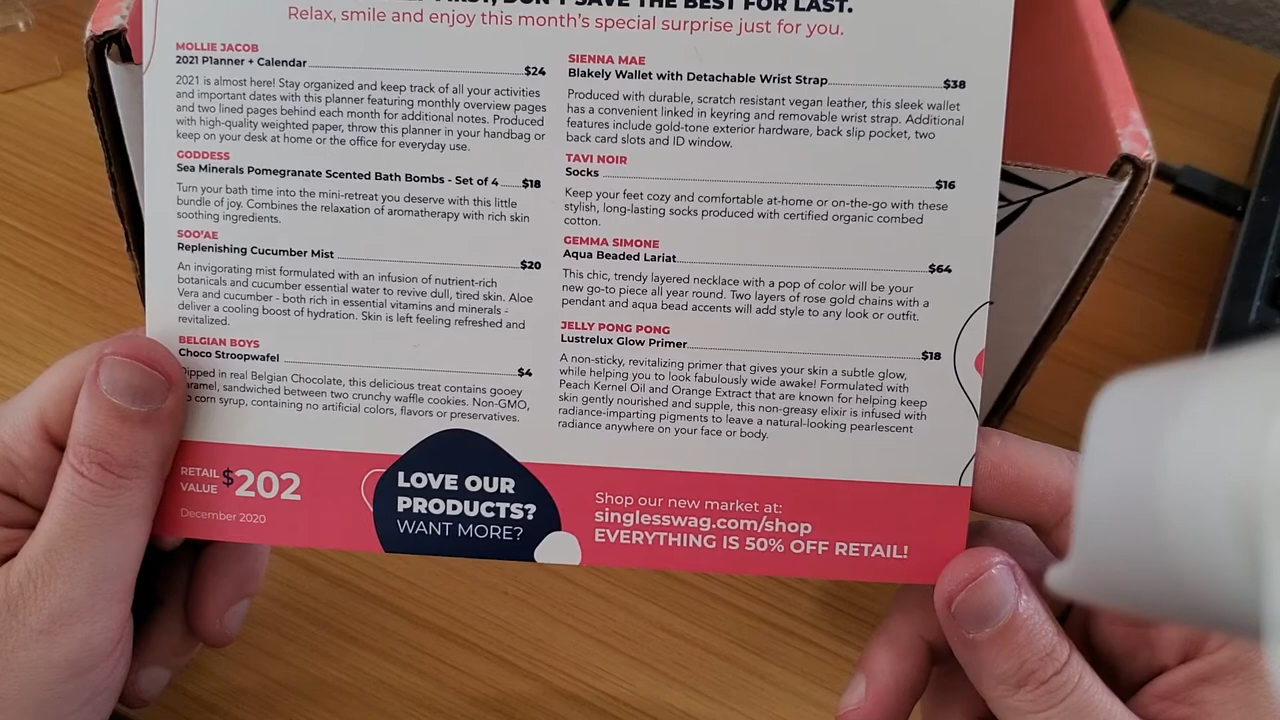 FIRST, DON'T SAVE THE BEST FOR LAST.
Relax, smile and enjoy this month's special surprise just for you.
MOLLIE JACOB
2021 Planner + Calendar $24
2021 is almost here! Stay organized and keep track of all your activities
and important dates with this planner featuring monthly overview pages
and two lined pages behind each month for additional notes. Produced
with high-quality weighted paper, throw this planner in your handbag or
keep on your desk at home or the office for everyday use.
GODDESS
Sea Minerals Pomegranate Scented Bath Bombs - Set of 4 $18
Turn your bath time into the mini-retreat you deserve with this little
bundle of joy. Combines the relaxation of aromatherapy with rich skin
soothing ingredients.
SOO'AE
Replenishing Cucumber Mist $20
An invigorating mist formulated with an infusion of nutrient-rich
botanicals and cucumber essential water to revive dull, tired skin. Aloe
Vera and cucumber - both rich in essential vitamins and minerals -
deliver a cooling boost of hydration. Skin is left feeling refreshed and
revitalized.
BELGIAN BOYS
Choco Stroopwafel $4
Dipped in real Belgian Chocolate, this delicious treat contains gooey
caramel, sandwiched between two crunchy waffle cookies. Non-GMO,
corn syrup, containing no artificial colors, flavors or preservatives.
SIENNA MAE
Blakely Wallet with Detachable Wrist Strap $38
Produced with durable, scratch resistant vegan leather, this sleek wallet
has a convenient linked in keyring and removable wrist strap. Additional
features include gold-tone exterior hardware, back slip pocket, two
back card slots and ID window.
TAVI NOIR
Socks $16
Keep your feet cozy and comfortable at-home or on-the-go with these
stylish, long-lasting socks produced with certified organic combed
cotton.
GEMMA SIMONE
Aqua Beaded Lariat $64
This chic, trendy layered necklace with a pop of color will be your
new go-to piece all year round. Two layers of rose gold chains with a
pendant and aqua bead accents will add style to any look or outfit.
JELLY PONG PONG
Lustrelux Glow Primer $18
A non-sticky, revitalizing primer that gives your skin a subtle glow,
while helping you to look fabulously wide awake! Formulated with
Peach Kernel Oil and Orange Extract that are known for helping keep
skin gently nourished and supple, this non-greasy elixir is infused with
radiance-imparting pigments to leave a natural-looking pearlescent
radiance anywhere on your face or body.
RETAIL
VALUE $202
December 2020
LOVE OUR
PRODUCTS?
WANT MORE?
Shop our new market at:
singlesswag.com/shop
EVERYTHING IS 50% OFF RETAIL!